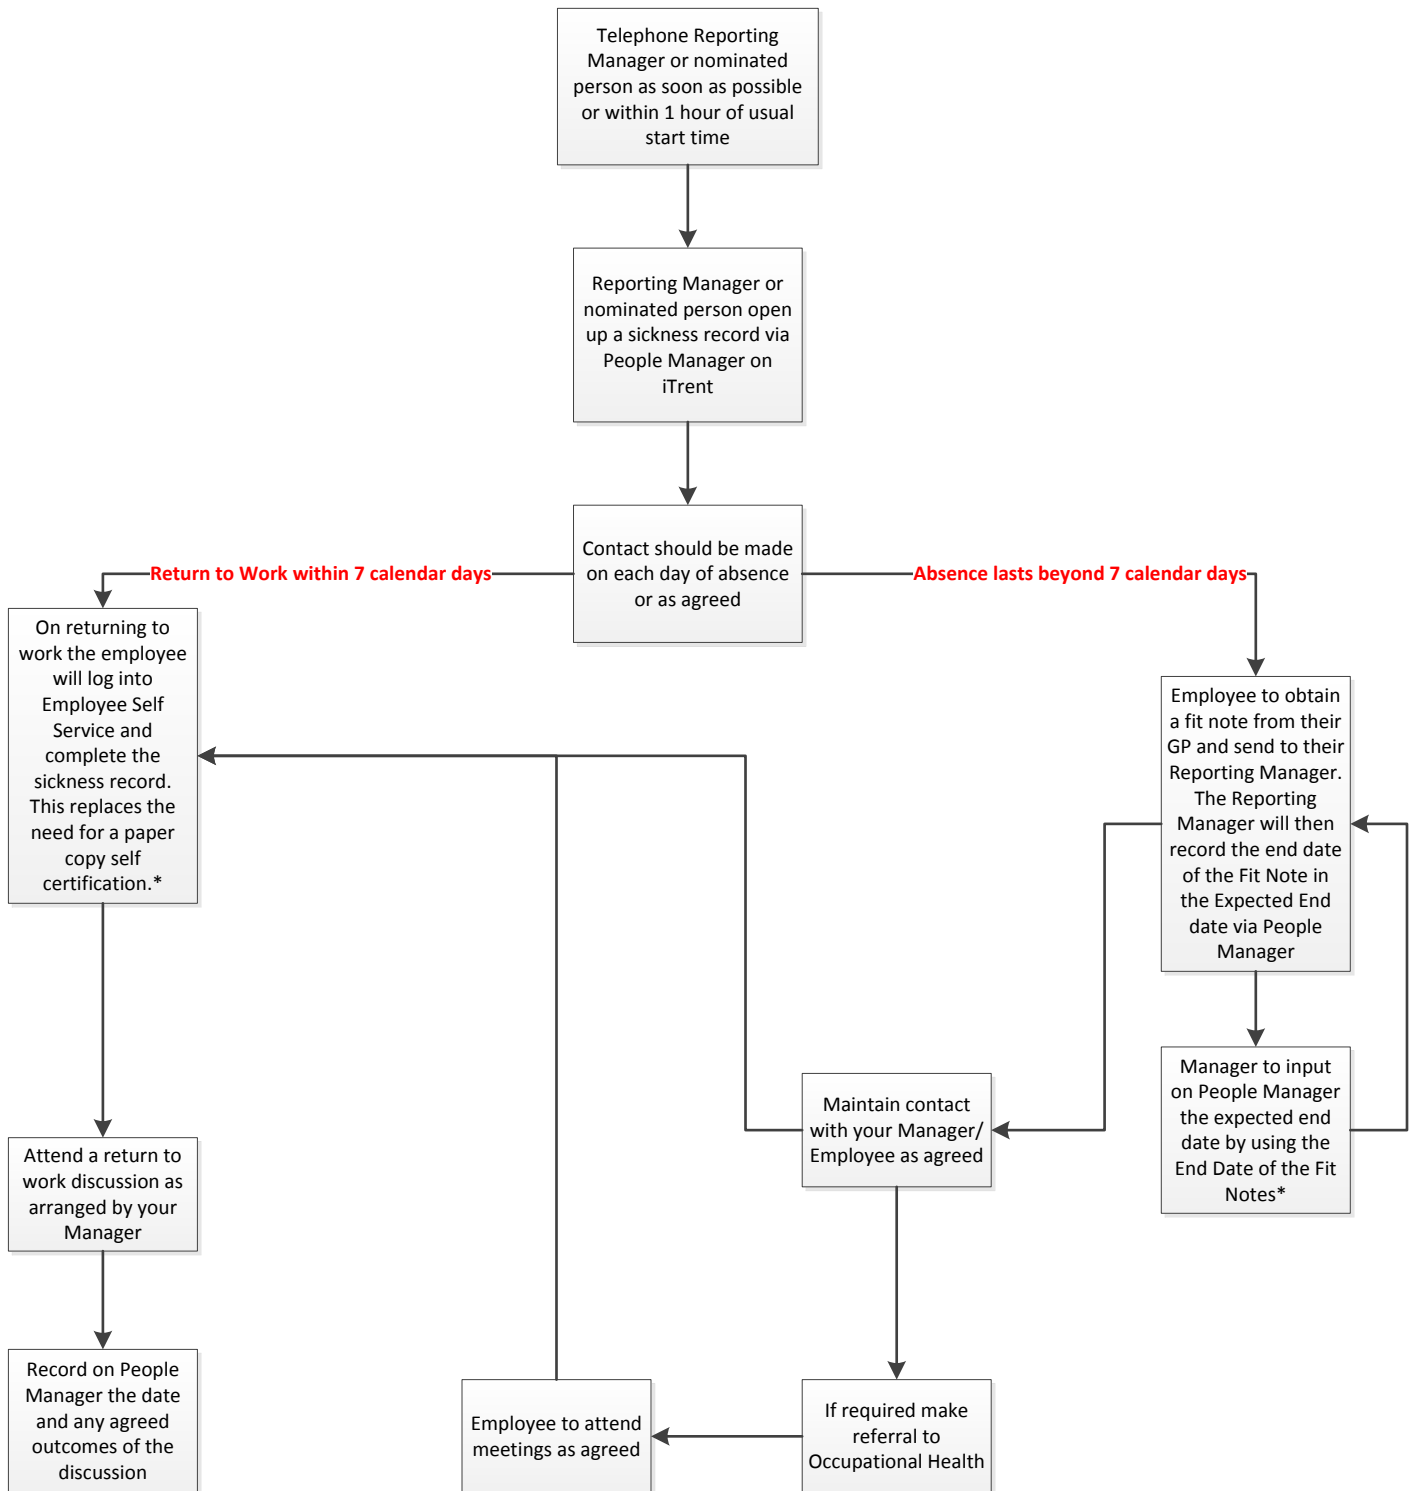 Telephone Reporting
Manager or nominated
person as soon as possible
or within 1 hour of usual
start time
Reporting Manager or
nominated person open
up a sickness record via
People Manager on
iTrent
Contact should be made
on each day of absence
or as agreed
Return to Work within 7 calendar days
Absence lasts beyond 7 calendar days
On returning to
work the employee
will log into
Employee Self
Service and
complete the
sickness record.
This replaces the
need for a paper
copy self
certification.*
Employee to obtain
a fit note from their
GP and send to their
Reporting Manager.
The Reporting
Manager will then
record the end date
of the Fit Note in
the Expected End
date via People
Manager
Manager to input
on People Manager
the expected end
date by using the
End Date of the Fit
Notes*
Maintain contact
with your Manager/
Employee as agreed
Attend a return to
work discussion as
arranged by your
Manager
Record on People
Manager the date
and any agreed
outcomes of the
discussion
Employee to attend
meetings as agreed
If required make
referral to
Occupational Health